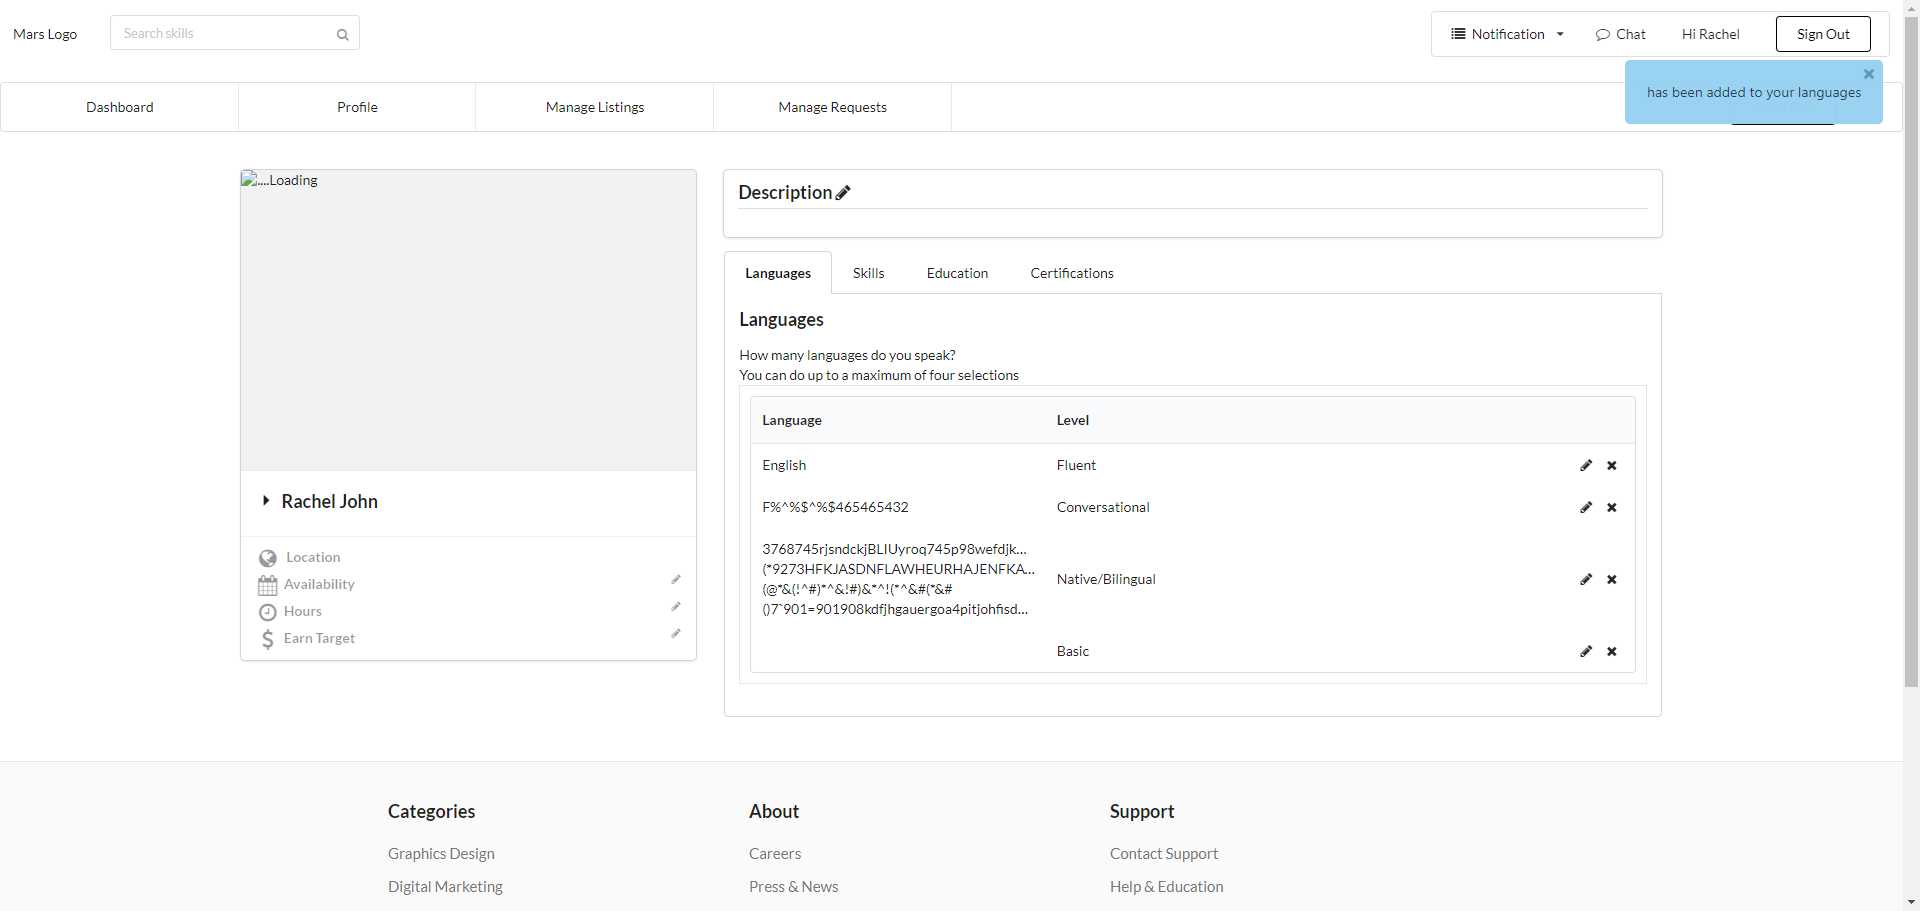 Mars Logo
Search skills
Notification
Chat
Hi Rachel
Sign Out
has been added to your languages
Dashboard
Profile
Manage Listings
Manage Requests
....Loading
Rachel John
Location
Availability
Hours
Earn Target
Description
Languages
Skills
Education
Certifications
Languages
How many languages do you speak?
You can do up to a maximum of four selections
Language Level
English Fluent
F%^%$^%$465465432 Conversational
3768745rjsndckjBLIUyroq745p98wefdjk...
(*9273HFKJASDNFLAWHEURHAJENFKA...
(@*&(!^#)*^&!#)&*^!(*^&#(*&#
()7`901=901908kdfjhgauergoa4pitjohfisd...
Native/Bilingual
Basic
Categories
Graphics Design
Digital Marketing
About
Careers
Press & News
Support
Contact Support
Help & Education